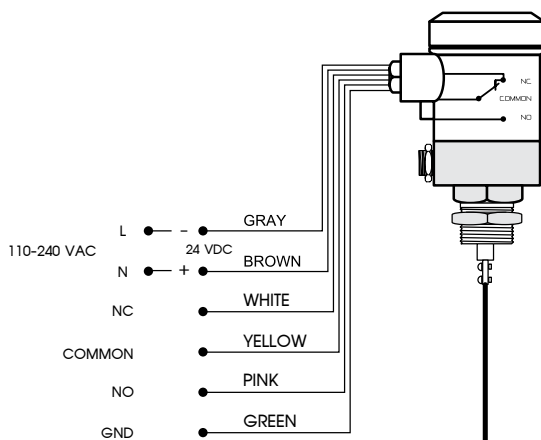 NC
COMMON
NO
L – 24 VDC GRAY
110-240 VAC
N + BROWN
NC WHITE
COMMON YELLOW
NO PINK
GND GREEN